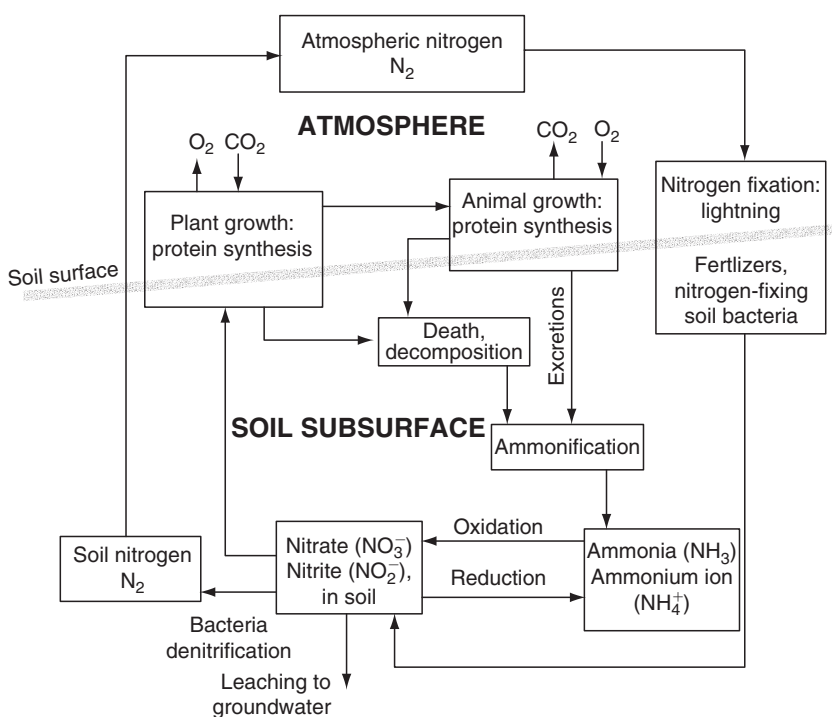 Atmospheric nitrogen
N₂
ATMOSPHERE
O₂ CO₂
CO₂ O₂
Plant growth:
protein synthesis
Animal growth:
protein synthesis
Nitrogen fixation:
lightning
Fertlizers,
nitrogen-fixing
soil bacteria
Soil surface
Death,
decomposition
Excretions
SOIL SUBSURFACE
Ammonification
Soil nitrogen
N₂
Nitrate (NO₃⁻)
Nitrite (NO₂⁻),
in soil
Oxidation
Reduction
Ammonia (NH₃)
Ammonium ion
(NH₄⁺)
Bacteria
denitrification
Leaching to
groundwater